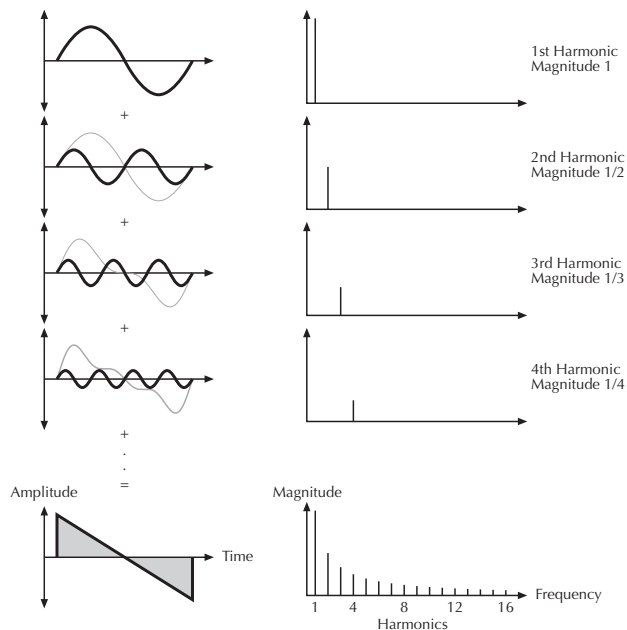 1st Harmonic
Magnitude 1
+
2nd Harmonic
Magnitude 1/2
+
3rd Harmonic
Magnitude 1/3
+
4th Harmonic
Magnitude 1/4
+
.
.
=
Amplitude
Magnitude
Time
Frequency
1 4 8 12 16
Harmonics